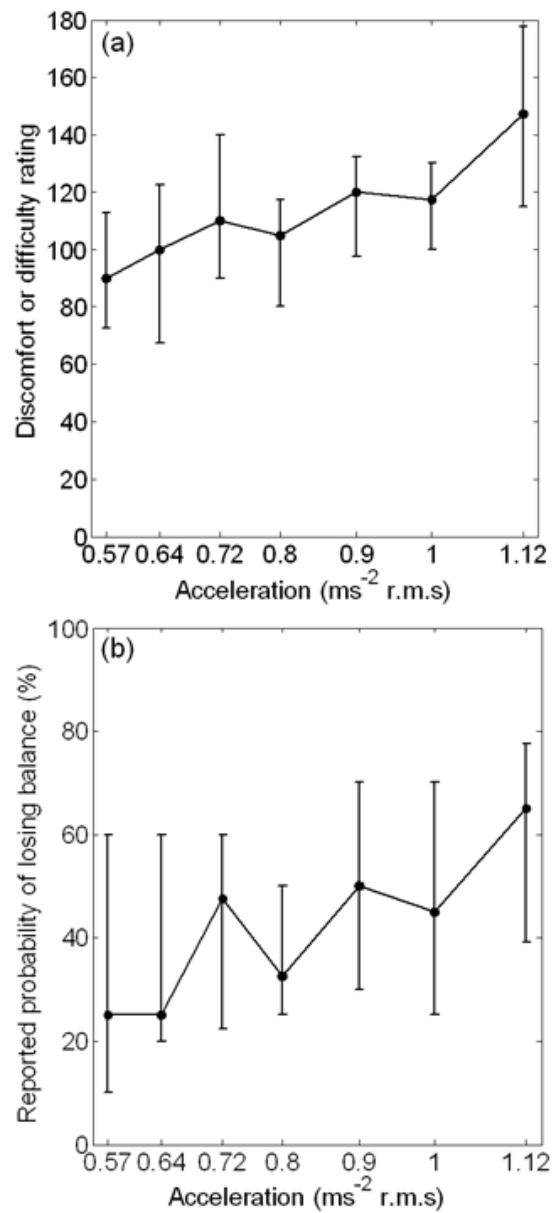 (a)
Discomfort or difficulty rating
180
160
140
120
100
80
60
40
20
0
0.57 0.64 0.72 0.8 0.9 1 1.12
Acceleration (ms⁻² r.m.s)
(b)
Reported probability of losing balance (%)
100
80
60
40
20
0
0.57 0.64 0.72 0.8 0.9 1 1.12
Acceleration (ms⁻² r.m.s)